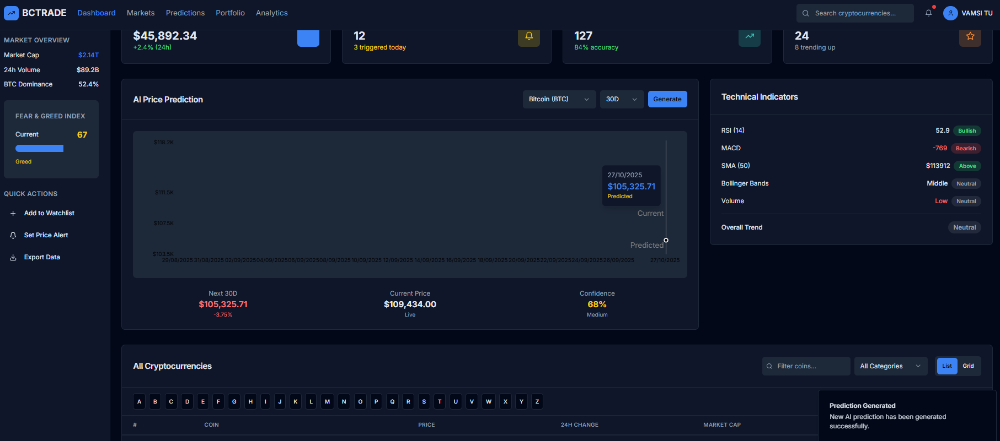 BCTRADE
Dashboard Markets Predictions Portfolio Analytics
Search cryptocurrencies...
VAMSI TU
MARKET OVERVIEW
Market Cap $2.14T
24h Volume $89.2B
BTC Dominance 52.4%
FEAR & GREED INDEX
Current 67
Greed
QUICK ACTIONS
Add to Watchlist
Set Price Alert
Export Data
$45,892.34
+2.4% (24h)
12
3 triggered today
127
84% accuracy
24
8 trending up
AI Price Prediction
Bitcoin (BTC) 30D Generate
$118.2K
$111.5K
$107.5K
$103.5K
27/10/2025
$105,325.71
Predicted
Current
Predicted
29/08/2025 31/08/2025 02/09/2025 04/09/2025 06/09/2025 08/09/2025 10/09/2025 12/09/2025 14/09/2025 16/09/2025 18/09/2025 20/09/2025 22/09/2025 24/09/2025 26/09/2025 27/10/2025
Next 30D
$105,325.71
-3.75%
Current Price
$109,434.00
Live
Confidence
68%
Medium
Technical Indicators
RSI (14) 52.9 Bullish
MACD -769 Bearish
SMA (50) $113912 Above
Bollinger Bands Middle Neutral
Volume Low Neutral
Overall Trend Neutral
All Cryptocurrencies
Filter coins... All Categories List Grid
A B C D E F G H I J K L M N O P Q R S T U V W X Y Z
# COIN PRICE 24H CHANGE MARKET CAP
Prediction Generated
New AI prediction has been generated
successfully.